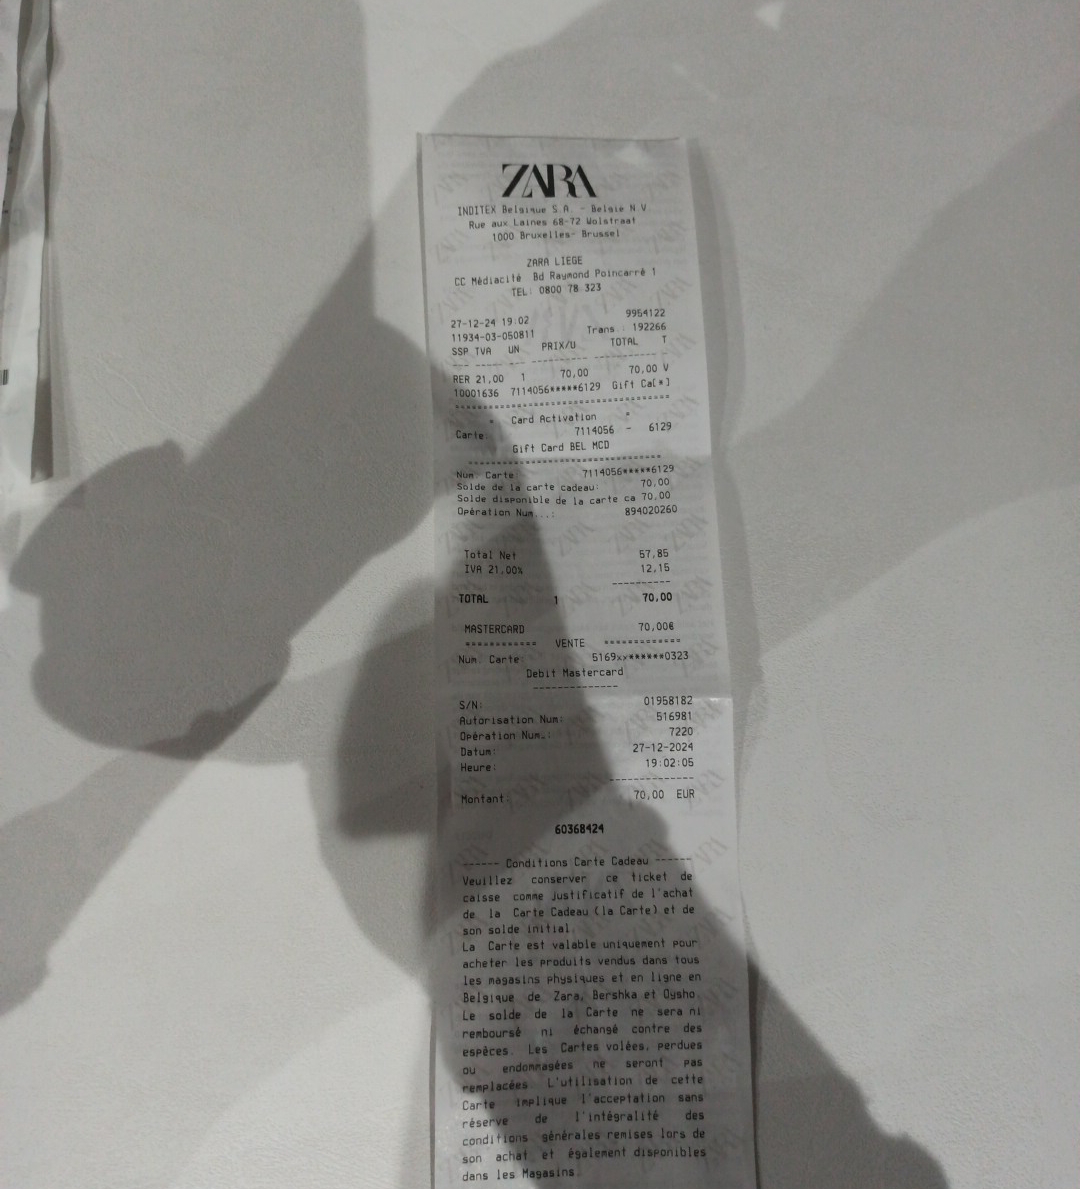 ZARA
INDITEX Belgique S.A. - België N.V.
Rue aux Laines 68-72 Wolstraat
1000 Bruxelles- Brussel
ZARA LIEGE
CC Médiacité Bd Raymond Poincarré 1
TEL: 0800 78 323
27-12-24 19:02 9954122
11934-03-050811 Trans.: 192266
SSP TVA UN PRIX/U TOTAL T
--- --- --- --------- --------- -
RER 21,00 1 70,00 70,00 V
10001636 7114056*****6129 Gift Ca[*]
====================================
* Card Activation *
Carte: 7114056 - 6129
Gift Card BEL MCD
================================
Num. Carte: 7114056*****6129
Solde de la carte cadeau: 70,00
Solde disponible de la carte ca 70,00
Opération Num...: 894020260
Total Net 57,85
IVA 21,00% 12,15
----------
TOTAL 1 70,00
MASTERCARD 70,00€
============ VENTE =============
Num. Carte: 5169xx******0323
Debit Mastercard
--------------
S/N: 01958182
Autorisation Num: 516981
Opération Num.: 7220
Datum: 27-12-2024
Heure: 19:02:05
--------------
Montant: 70,00 EUR
60368424
------ Conditions Carte Cadeau ------
Veuillez conserver ce ticket de
caisse comme justificatif de l'achat
de la Carte Cadeau (la Carte) et de
son solde initial.
La Carte est valable uniquement pour
acheter les produits vendus dans tous
les magasins physiques et en ligne en
Belgique de Zara, Bershka et Oysho.
Le solde de la Carte ne sera ni
remboursé ni échangé contre des
espèces. Les Cartes volées, perdues
ou endommagées ne seront pas
remplacées. L'utilisation de cette
Carte implique l'acceptation sans
réserve de l'intégralité des
conditions générales remises lors de
son achat et également disponibles
dans les Magasins.